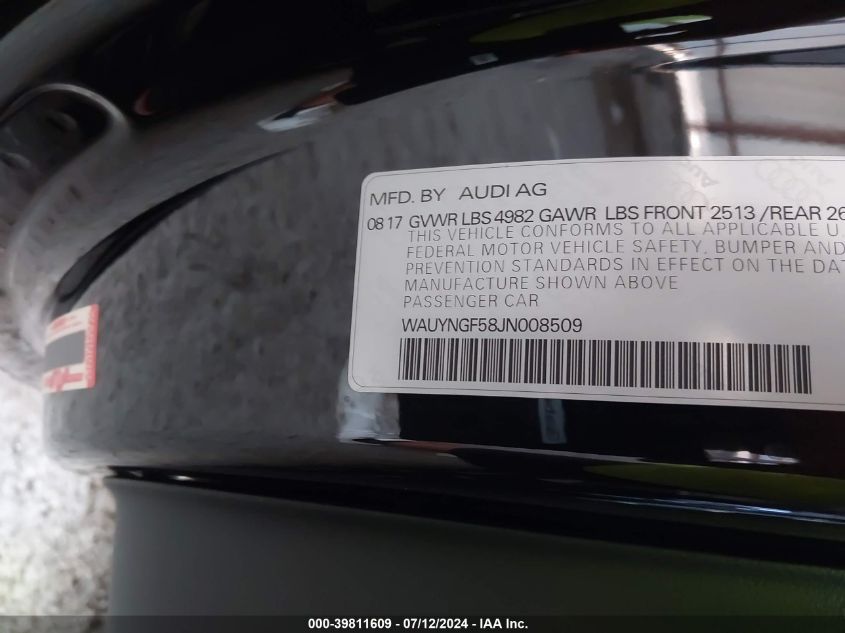 MFD. BY AUDI AG
08 17 GVWR LBS 4982 GAWR LBS FRONT 2513 /REAR 26
THIS VEHICLE CONFORMS TO ALL APPLICABLE U
FEDERAL MOTOR VEHICLE SAFETY, BUMPER AND
PREVENTION STANDARDS IN EFFECT ON THE DAT
MANUFACTURE SHOWN ABOVE
PASSENGER CAR
WAUYNGF58JN008509
000-39811609 - 07/12/2024 - IAA Inc.